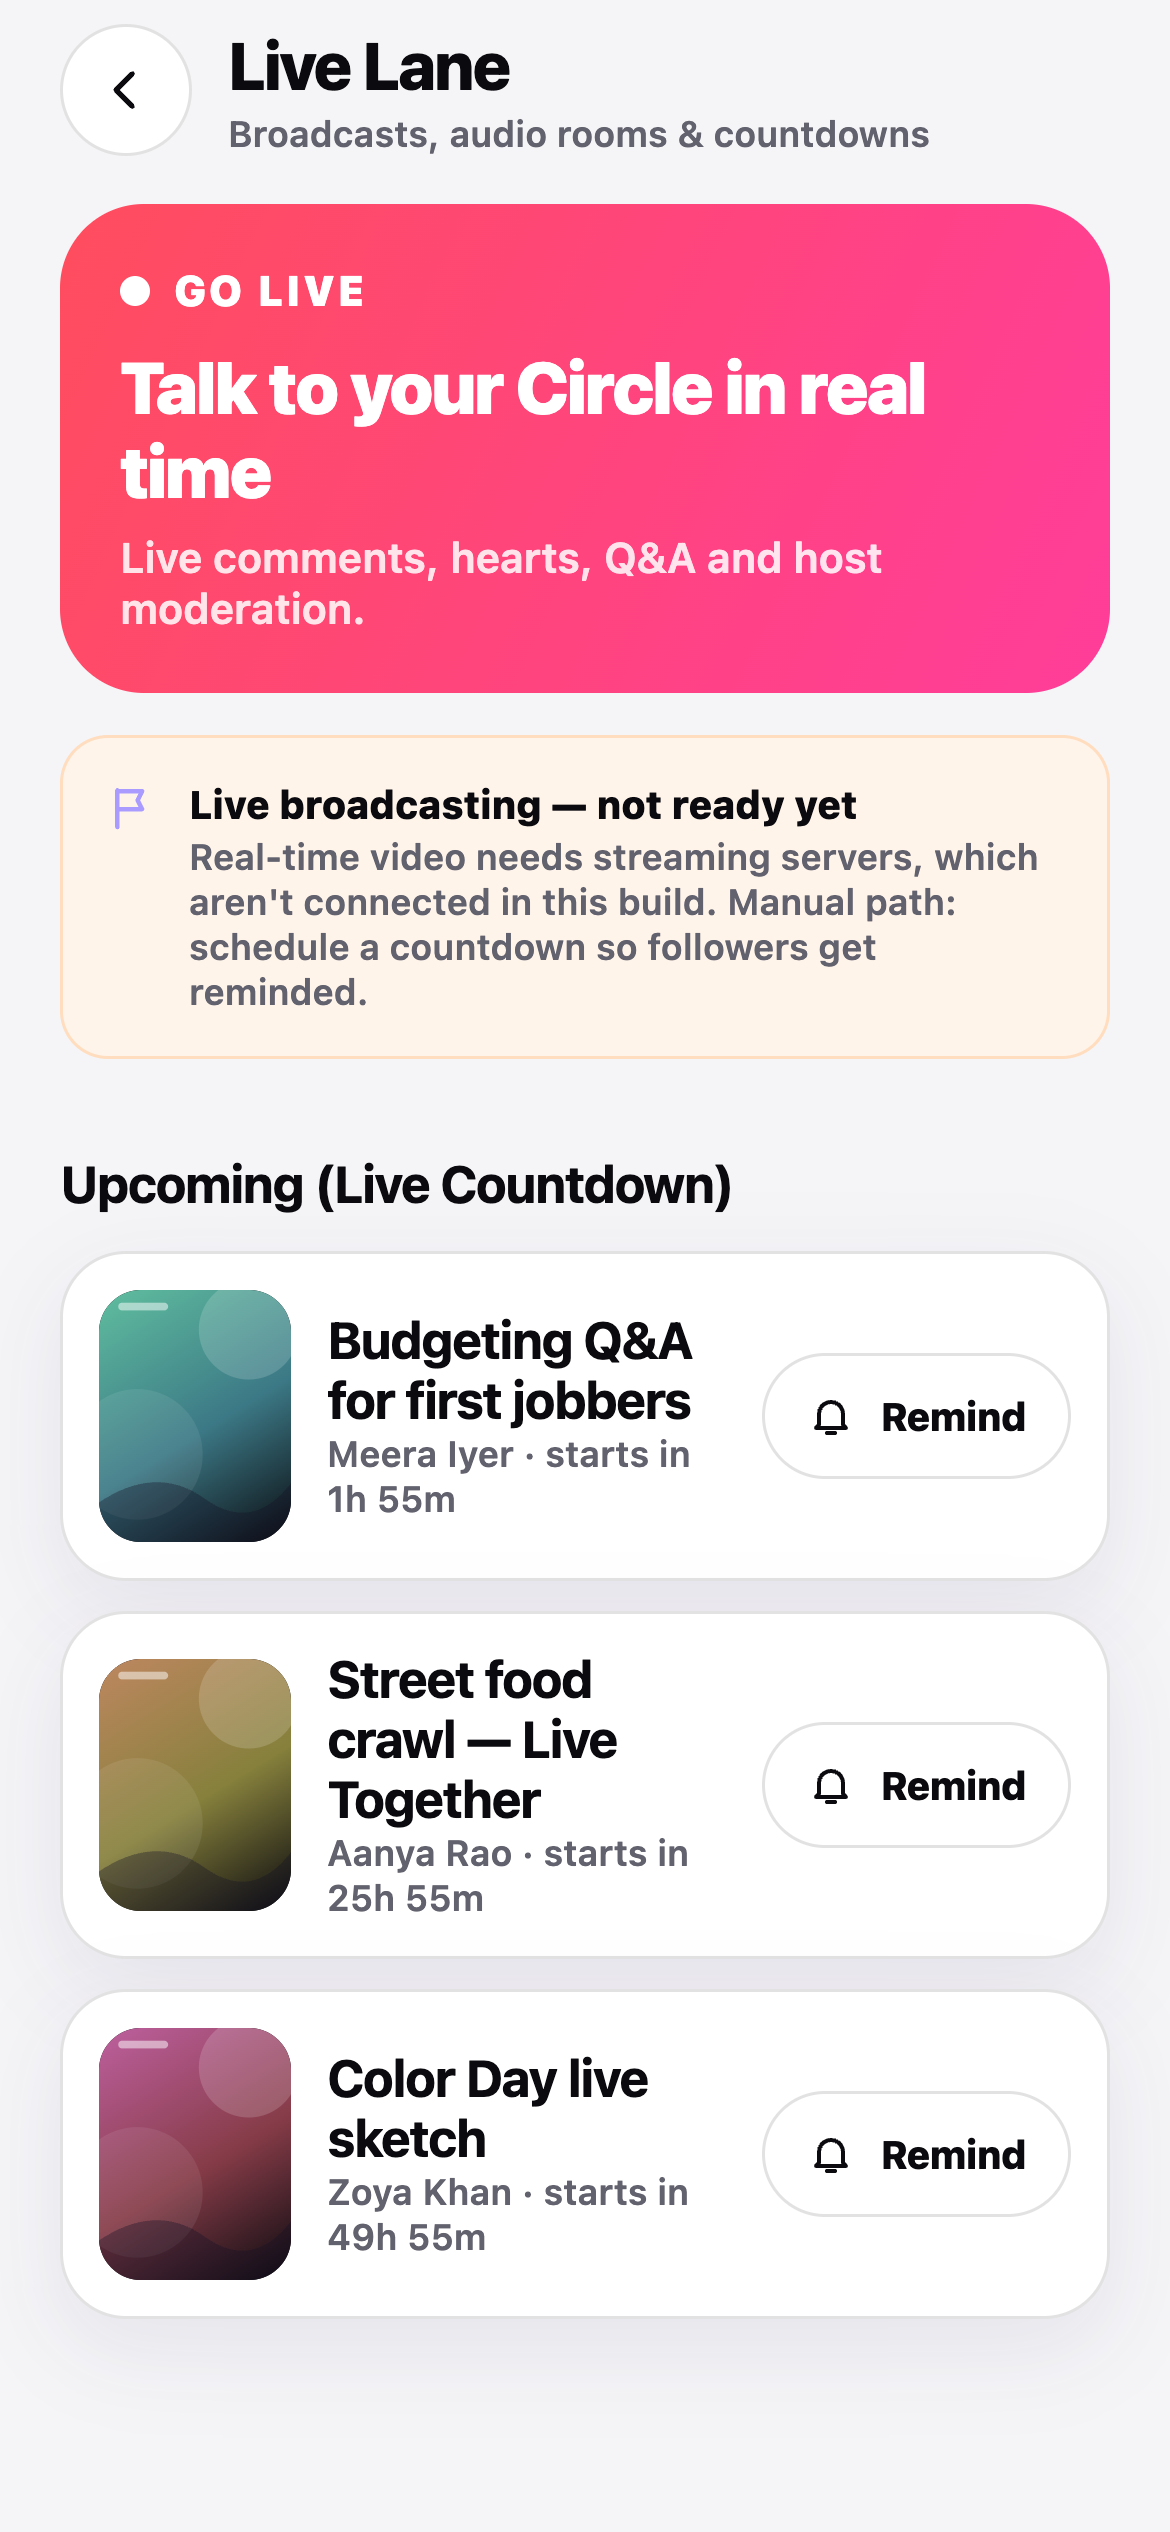 Live Lane
Broadcasts, audio rooms & countdowns
GO LIVE
Talk to your Circle in real
time
Live comments, hearts, Q&A and host
moderation.
Live broadcasting — not ready yet
Real-time video needs streaming servers, which
aren't connected in this build. Manual path:
schedule a countdown so followers get
reminded.
Upcoming (Live Countdown)
Budgeting Q&A
for first jobbers
Meera Iyer · starts in
1h 55m
Remind
Street food
crawl — Live
Together
Aanya Rao · starts in
25h 55m
Remind
Color Day live
sketch
Zoya Khan · starts in
49h 55m
Remind